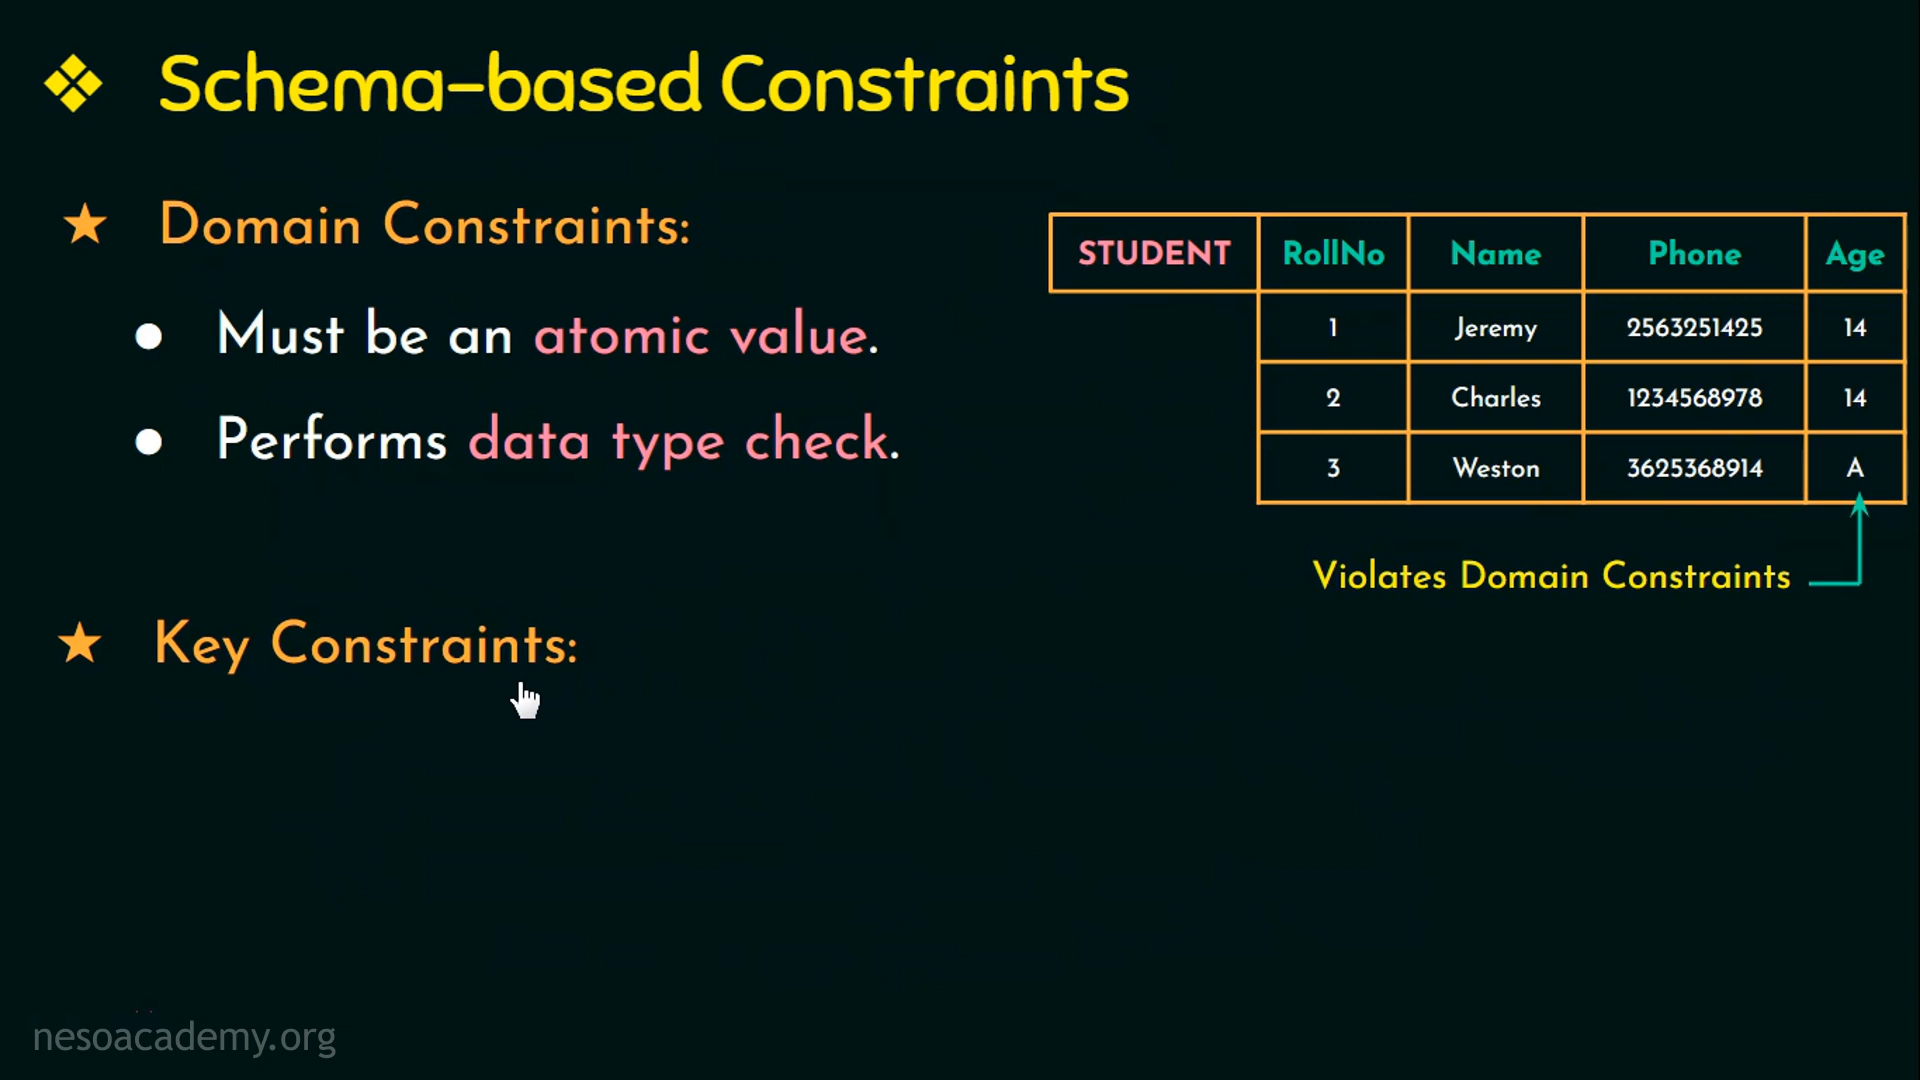 ❖ Schema-based Constraints
★ Domain Constraints:
● Must be an atomic value.
● Performs data type check.
STUDENT RollNo Name Phone Age
1 Jeremy 2563251425 14
2 Charles 1234568978 14
3 Weston 3625368914 A
Violates Domain Constraints
★ Key Constraints:
nesoacademy.org